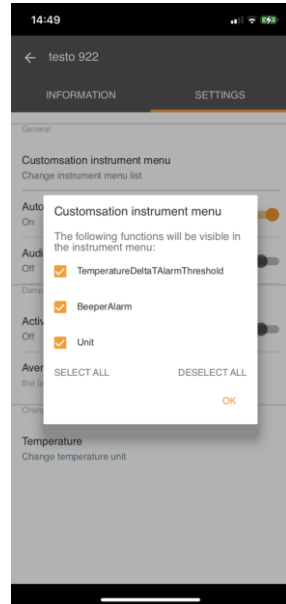 14:49
testo 922
INFORMATION SETTINGS
General
Customsation instrument menu
Change instrument menu list
Auto
On
Customsation instrument menu
The following functions will be visible in
the instrument menu:
TemperatureDeltaTAlarmThreshold
BeeperAlarm
Unit
SELECT ALL DESELECT ALL
OK
Audi
Off
Damp
Activ
Off
Aver
the la
Chang
Temperature
Change temperature unit